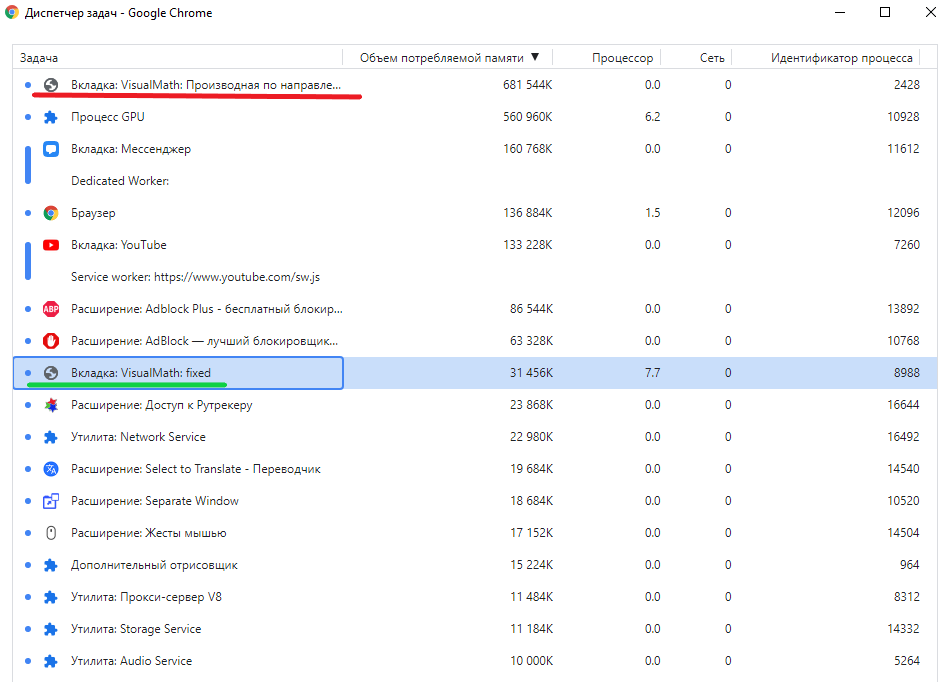 Диспетчер задач - Google Chrome
Задача Объем потребляемой памяти ▼ Процессор Сеть Идентификатор процесса
Вкладка: VisualMath: Производная по направле... 681 544K 0.0 0 2428
Процесс GPU 560 960K 6.2 0 10928
Вкладка: Мессенджер 160 768K 0.0 0 11612
Dedicated Worker:
Браузер 136 884K 1.5 0 12096
Вкладка: YouTube 133 228K 0.0 0 7260
Service worker: https://www.youtube.com/sw.js
ABP Расширение: Adblock Plus - бесплатный блокир... 86 544K 0.0 0 13892
Расширение: AdBlock — лучший блокировщик... 63 328K 0.0 0 10768
Вкладка: VisualMath: fixed 31 456K 7.7 0 8988
Расширение: Доступ к Рутрекеру 23 868K 0.0 0 16644
Утилита: Network Service 22 980K 0.0 0 16492
Расширение: Select to Translate - Переводчик 19 684K 0.0 0 14540
Расширение: Separate Window 18 684K 0.0 0 10520
Расширение: Жесты мышью 17 152K 0.0 0 14504
Дополнительный отрисовщик 15 224K 0.0 0 964
Утилита: Прокси-сервер V8 11 484K 0.0 0 8312
Утилита: Storage Service 11 184K 0.0 0 14332
Утилита: Audio Service 10 000K 0.0 0 5264